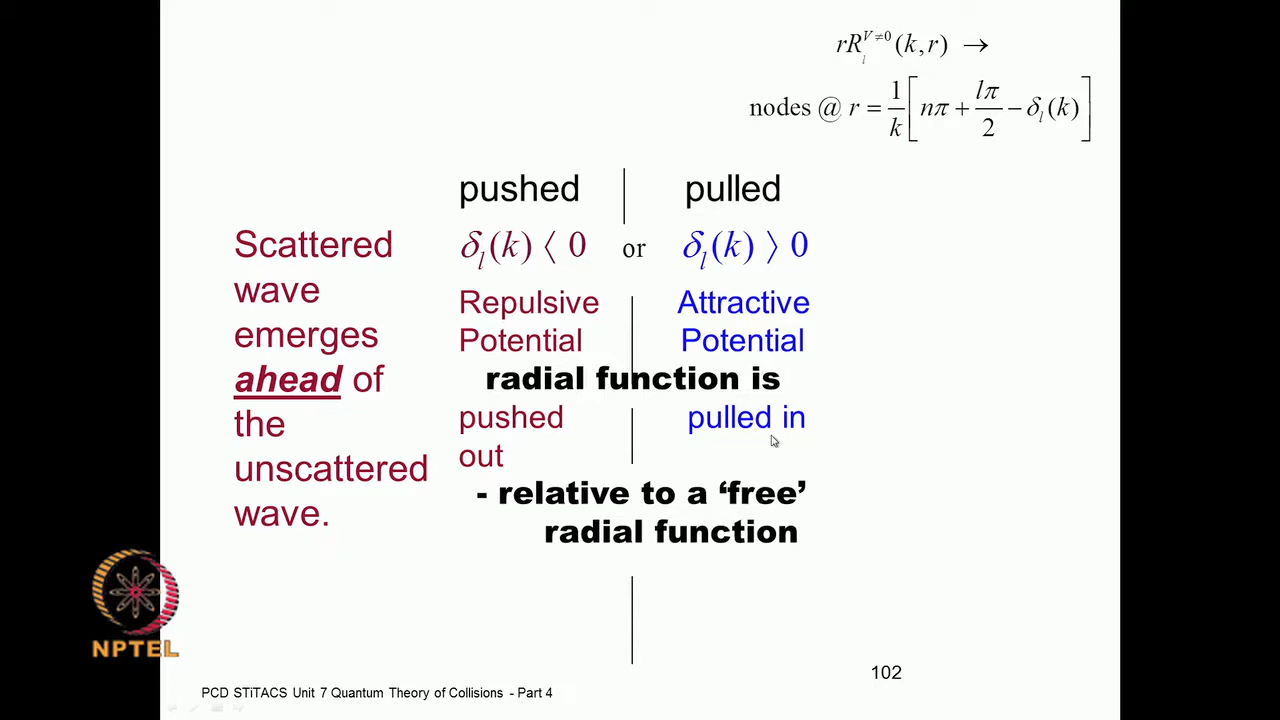 rR_l^{V≠0}(k,r) →
nodes @ r = 1/k [ nπ + lπ/2 − δ_l(k) ]
pushed | pulled
δ_l(k) 〈 0 or δ_l(k) 〉 0
Scattered
wave
emerges
ahead of
the
unscattered
wave.
Repulsive Attractive
Potential Potential
radial function is
pushed pulled in
out
- relative to a ‘free’
radial function
NPTEL
102
PCD STiTACS Unit 7 Quantum Theory of Collisions - Part 4